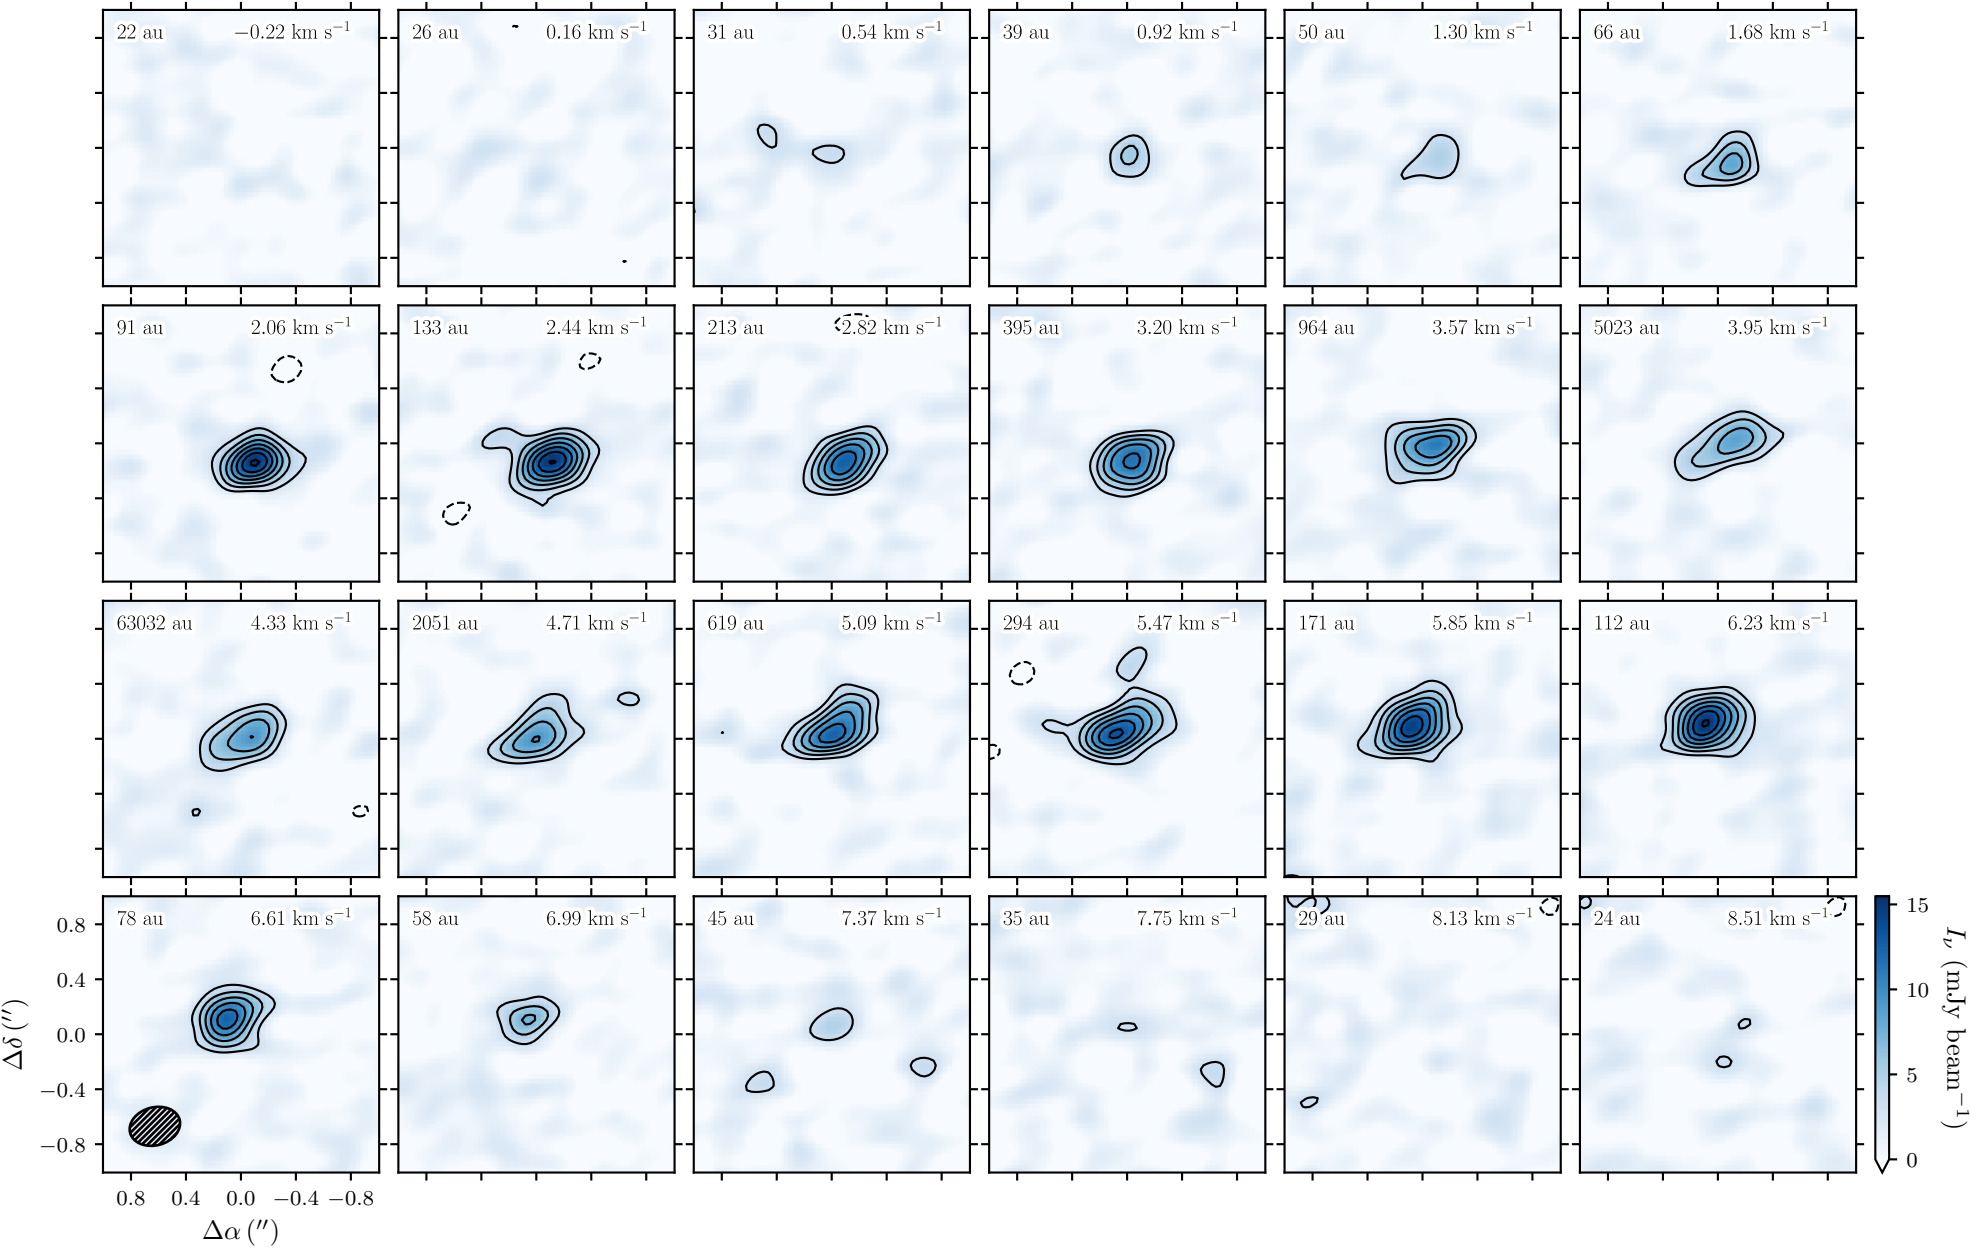 22 au −0.22 km s⁻¹
26 au 0.16 km s⁻¹
31 au 0.54 km s⁻¹
39 au 0.92 km s⁻¹
50 au 1.30 km s⁻¹
66 au 1.68 km s⁻¹
91 au 2.06 km s⁻¹
133 au 2.44 km s⁻¹
213 au 2.82 km s⁻¹
395 au 3.20 km s⁻¹
964 au 3.57 km s⁻¹
5023 au 3.95 km s⁻¹
63032 au 4.33 km s⁻¹
2051 au 4.71 km s⁻¹
619 au 5.09 km s⁻¹
294 au 5.47 km s⁻¹
171 au 5.85 km s⁻¹
112 au 6.23 km s⁻¹
78 au 6.61 km s⁻¹
58 au 6.99 km s⁻¹
45 au 7.37 km s⁻¹
35 au 7.75 km s⁻¹
29 au 8.13 km s⁻¹
24 au 8.51 km s⁻¹
0.8
0.4
0.0
−0.4
−0.8
Δδ (″)
0.8 0.4 0.0 −0.4 −0.8
Δα (″)
15
10
5
0
I_ν (mJy beam⁻¹)